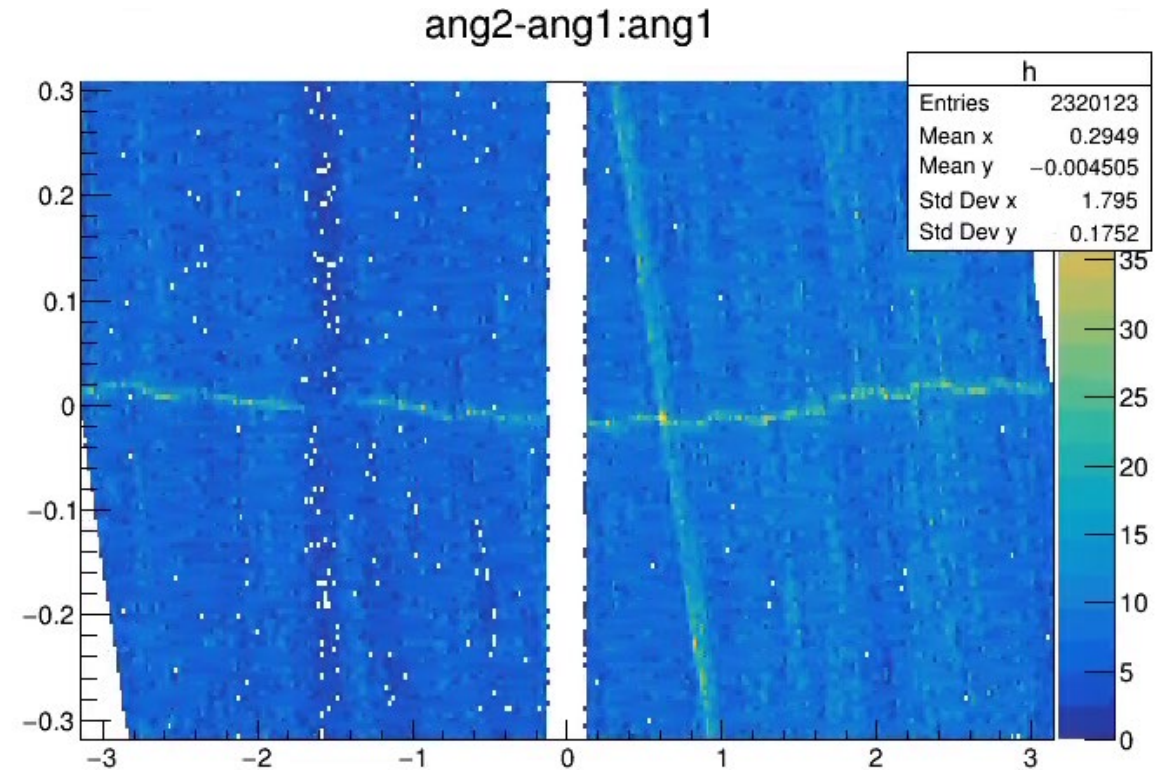 ang2-ang1:ang1
h
Entries 2320123
Mean x 0.2949
Mean y −0.004505
Std Dev x 1.795
Std Dev y 0.1752
0.3
0.2
0.1
0
−0.1
−0.2
−0.3
−3 −2 −1 0 1 2 3
35
30
25
20
15
10
5
0